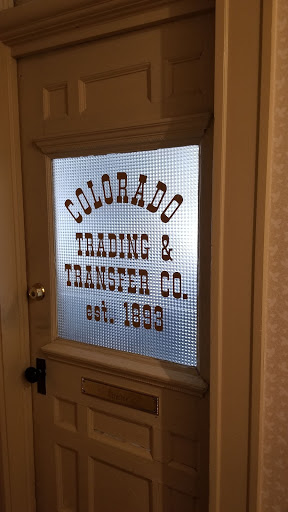 COLORADO
TRADING &
TRANSFER CO.
est. 1893